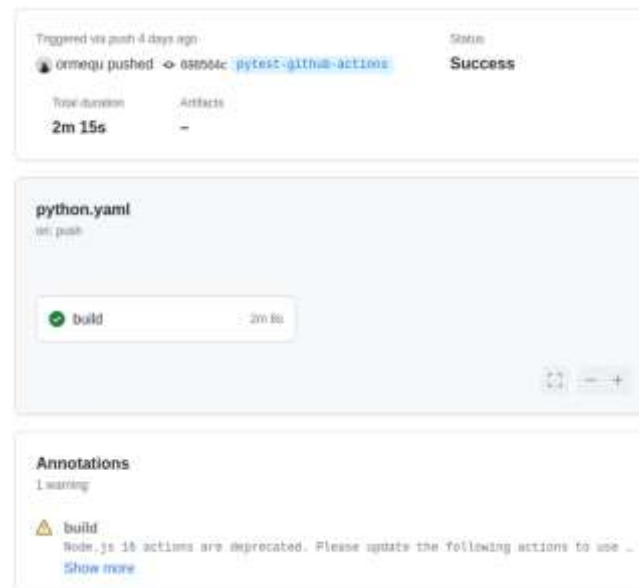 Triggered via push 4 days ago
Status
ormequ pushed pytest-github-actions
Success
Total duration
Artifacts
2m 15s
–
python.yaml
on: push
build
2m 8s
Annotations
1 warning
build
Node.js 16 actions are deprecated. Please update the following actions to use …
Show more